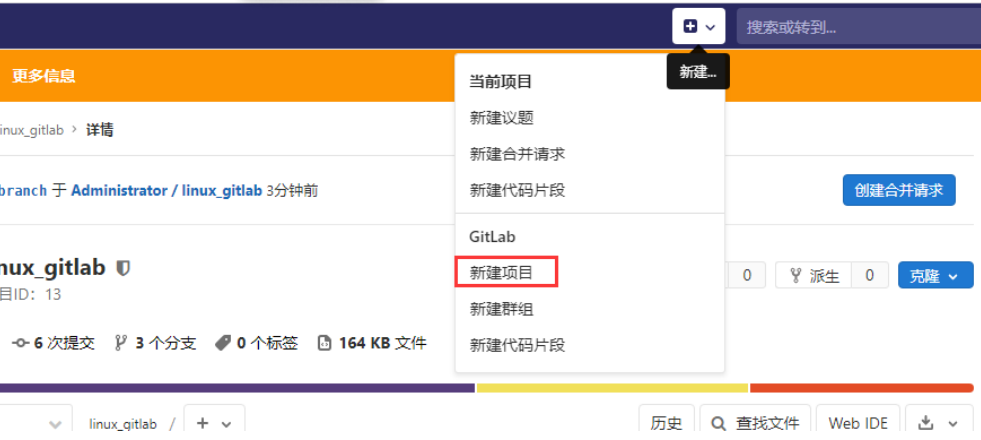 搜索或转到...
更多信息
新建...
当前项目
新建议题
新建合并请求
新建代码片段
GitLab
新建项目
新建群组
新建代码片段
inux_gitlab > 详情
branch 于 Administrator / linux_gitlab 3分钟前
创建合并请求
nux_gitlab
目ID: 13
0 派生 0 克隆
6 次提交 3 个分支 0 个标签 164 KB 文件
linux_gitlab / +
历史 查找文件 Web IDE